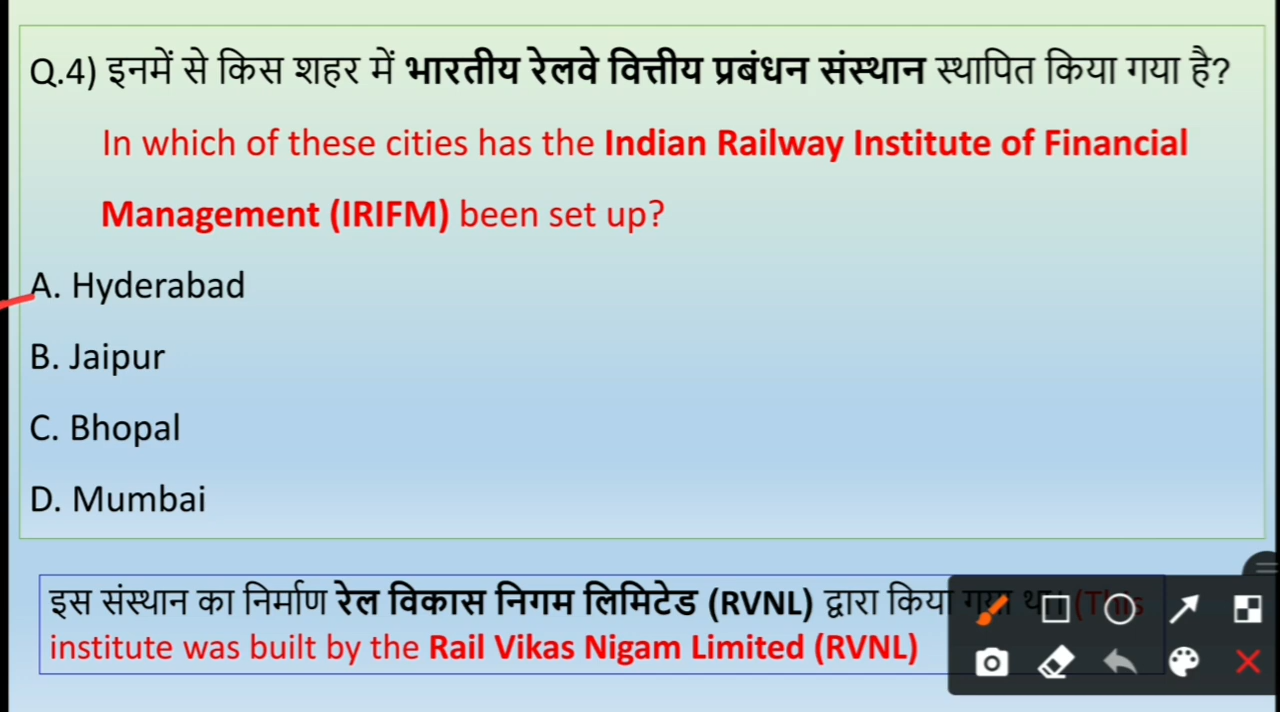 Q.4) इनमें से किस शहर में भारतीय रेलवे वित्तीय प्रबंधन संस्थान स्थापित किया गया है?
In which of these cities has the Indian Railway Institute of Financial
Management (IRIFM) been set up?
A. Hyderabad
B. Jaipur
C. Bhopal
D. Mumbai
इस संस्थान का निर्माण रेल विकास निगम लिमिटेड (RVNL) द्वारा किया गया था। (This
institute was built by the Rail Vikas Nigam Limited (RVNL)